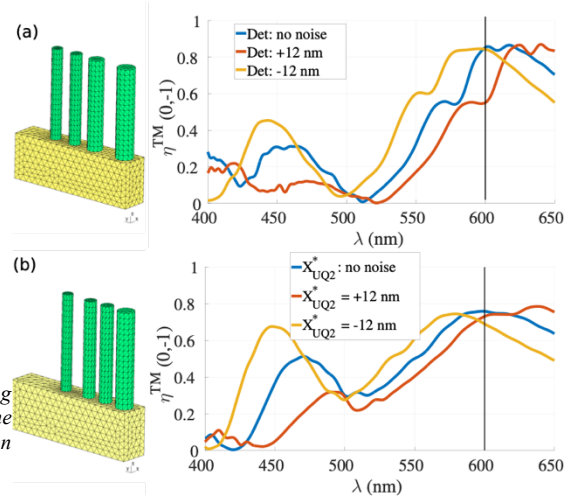 (a)
Det: no noise
Det: +12 nm
Det: -12 nm
η^TM (0,-1)
1
0.8
0.6
0.4
0.2
0
400 450 500 550 600 650
λ (nm)
(b)
X*_UQ2 : no noise
X*_UQ2 = +12 nm
X*_UQ2 = -12 nm
η^TM (0,-1)
1
0.8
0.6
0.4
0.2
0
400 450 500 550 600 650
λ (nm)
g
ne
n